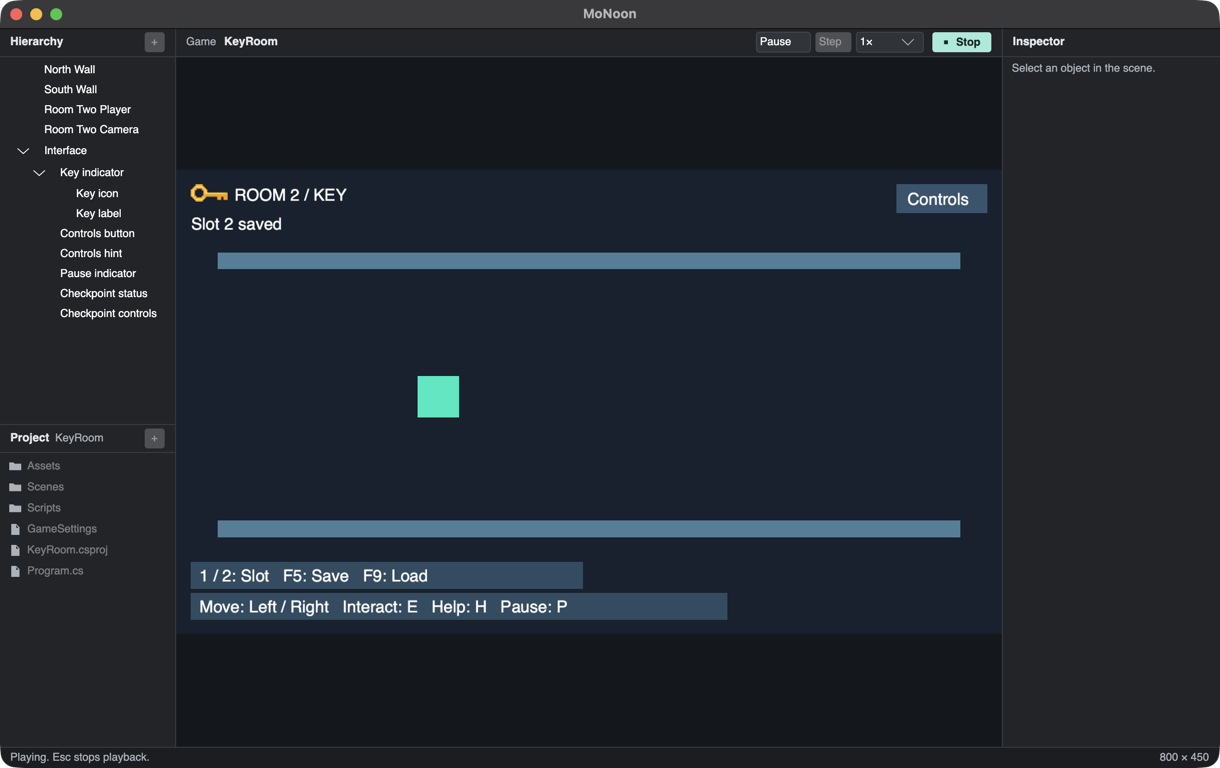 MoNoon
Hierarchy +
Game KeyRoom
Pause Step 1× Stop
Inspector
North Wall
South Wall
Room Two Player
Room Two Camera
Interface
Key indicator
Key icon
Key label
Controls button
Controls hint
Pause indicator
Checkpoint status
Checkpoint controls
Project KeyRoom +
Assets
Scenes
Scripts
GameSettings
KeyRoom.csproj
Program.cs
ROOM 2 / KEY
Controls
Slot 2 saved
1 / 2: Slot F5: Save F9: Load
Move: Left / Right Interact: E Help: H Pause: P
Select an object in the scene.
Playing. Esc stops playback.
800 × 450